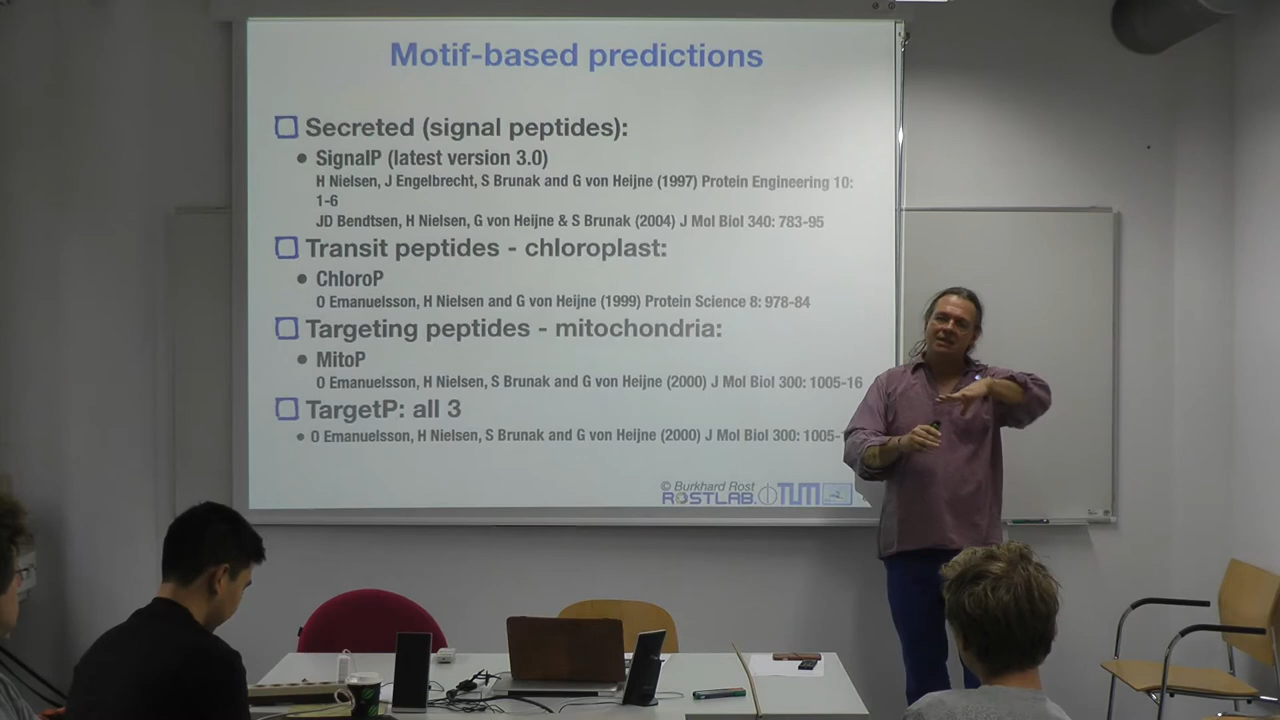 Motif-based predictions
Secreted (signal peptides):
SignalP (latest version 3.0)
H Nielsen, J Engelbrecht, S Brunak and G von Heijne (1997) Protein Engineering 10:
1-6
JD Bendtsen, H Nielsen, G von Heijne & S Brunak (2004) J Mol Biol 340: 783-95
Transit peptides - chloroplast:
ChloroP
O Emanuelsson, H Nielsen and G von Heijne (1999) Protein Science 8: 978-84
Targeting peptides - mitochondria:
MitoP
O Emanuelsson, H Nielsen, S Brunak and G von Heijne (2000) J Mol Biol 300: 1005-16
TargetP: all 3
O Emanuelsson, H Nielsen, S Brunak and G von Heijne (2000) J Mol Biol 300: 1005-
© Burkhard Rost
ROSTLAB. TUM